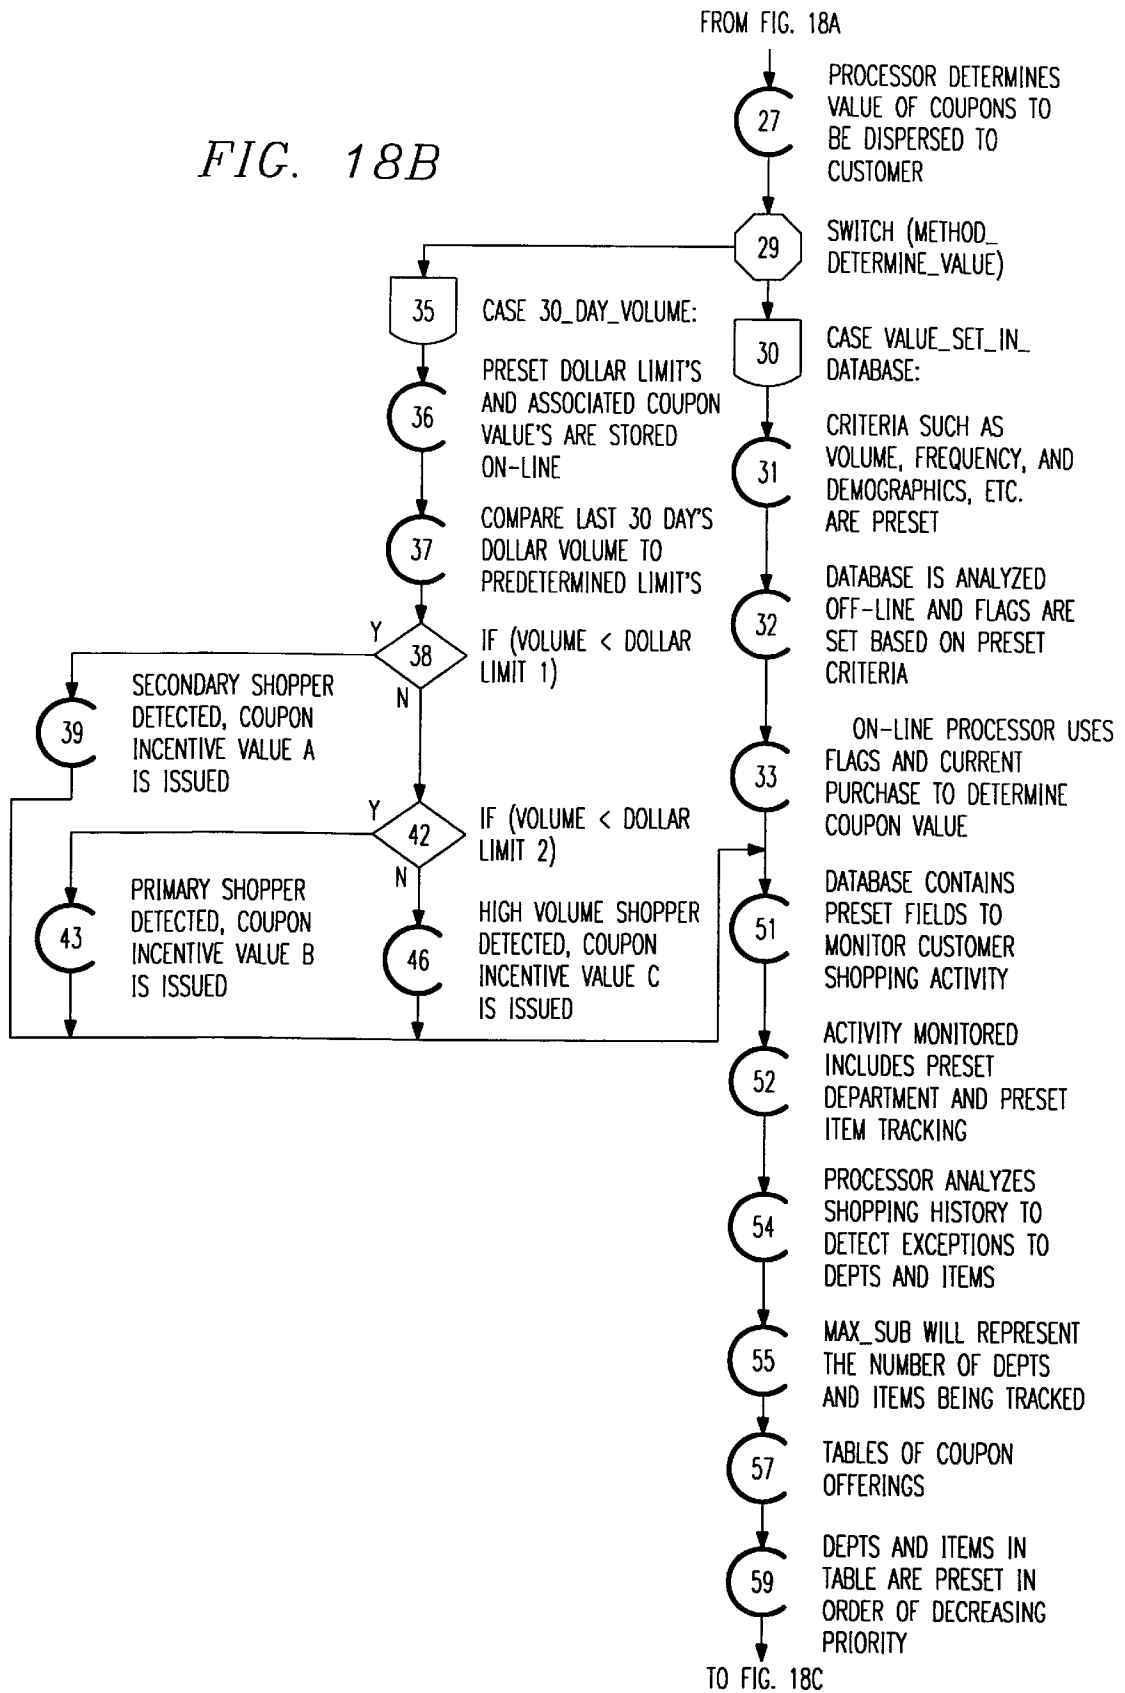 FROM FIG. 18A
FIG. 18B
27
PROCESSOR DETERMINES
VALUE OF COUPONS TO
BE DISPERSED TO
CUSTOMER
29
SWITCH (METHOD_
DETERMINE_VALUE)
35
CASE 30_DAY_VOLUME:
36
PRESET DOLLAR LIMIT'S
AND ASSOCIATED COUPON
VALUE'S ARE STORED
ON-LINE
37
COMPARE LAST 30 DAY'S
DOLLAR VOLUME TO
PREDETERMINED LIMIT'S
38
Y
N
IF (VOLUME < DOLLAR
LIMIT 1)
39
SECONDARY SHOPPER
DETECTED, COUPON
INCENTIVE VALUE A
IS ISSUED
42
Y
N
IF (VOLUME < DOLLAR
LIMIT 2)
43
PRIMARY SHOPPER
DETECTED, COUPON
INCENTIVE VALUE B
IS ISSUED
46
HIGH VOLUME SHOPPER
DETECTED, COUPON
INCENTIVE VALUE C
IS ISSUED
30
CASE VALUE_SET_IN_
DATABASE:
31
CRITERIA SUCH AS
VOLUME, FREQUENCY, AND
DEMOGRAPHICS, ETC.
ARE PRESET
32
DATABASE IS ANALYZED
OFF-LINE AND FLAGS ARE
SET BASED ON PRESET
CRITERIA
33
ON-LINE PROCESSOR USES
FLAGS AND CURRENT
PURCHASE TO DETERMINE
COUPON VALUE
51
DATABASE CONTAINS
PRESET FIELDS TO
MONITOR CUSTOMER
SHOPPING ACTIVITY
52
ACTIVITY MONITORED
INCLUDES PRESET
DEPARTMENT AND PRESET
ITEM TRACKING
54
PROCESSOR ANALYZES
SHOPPING HISTORY TO
DETECT EXCEPTIONS TO
DEPTS AND ITEMS
55
MAX_SUB WILL REPRESENT
THE NUMBER OF DEPTS
AND ITEMS BEING TRACKED
57
TABLES OF COUPON
OFFERINGS
59
DEPTS AND ITEMS IN
TABLE ARE PRESET IN
ORDER OF DECREASING
PRIORITY
TO FIG. 18C